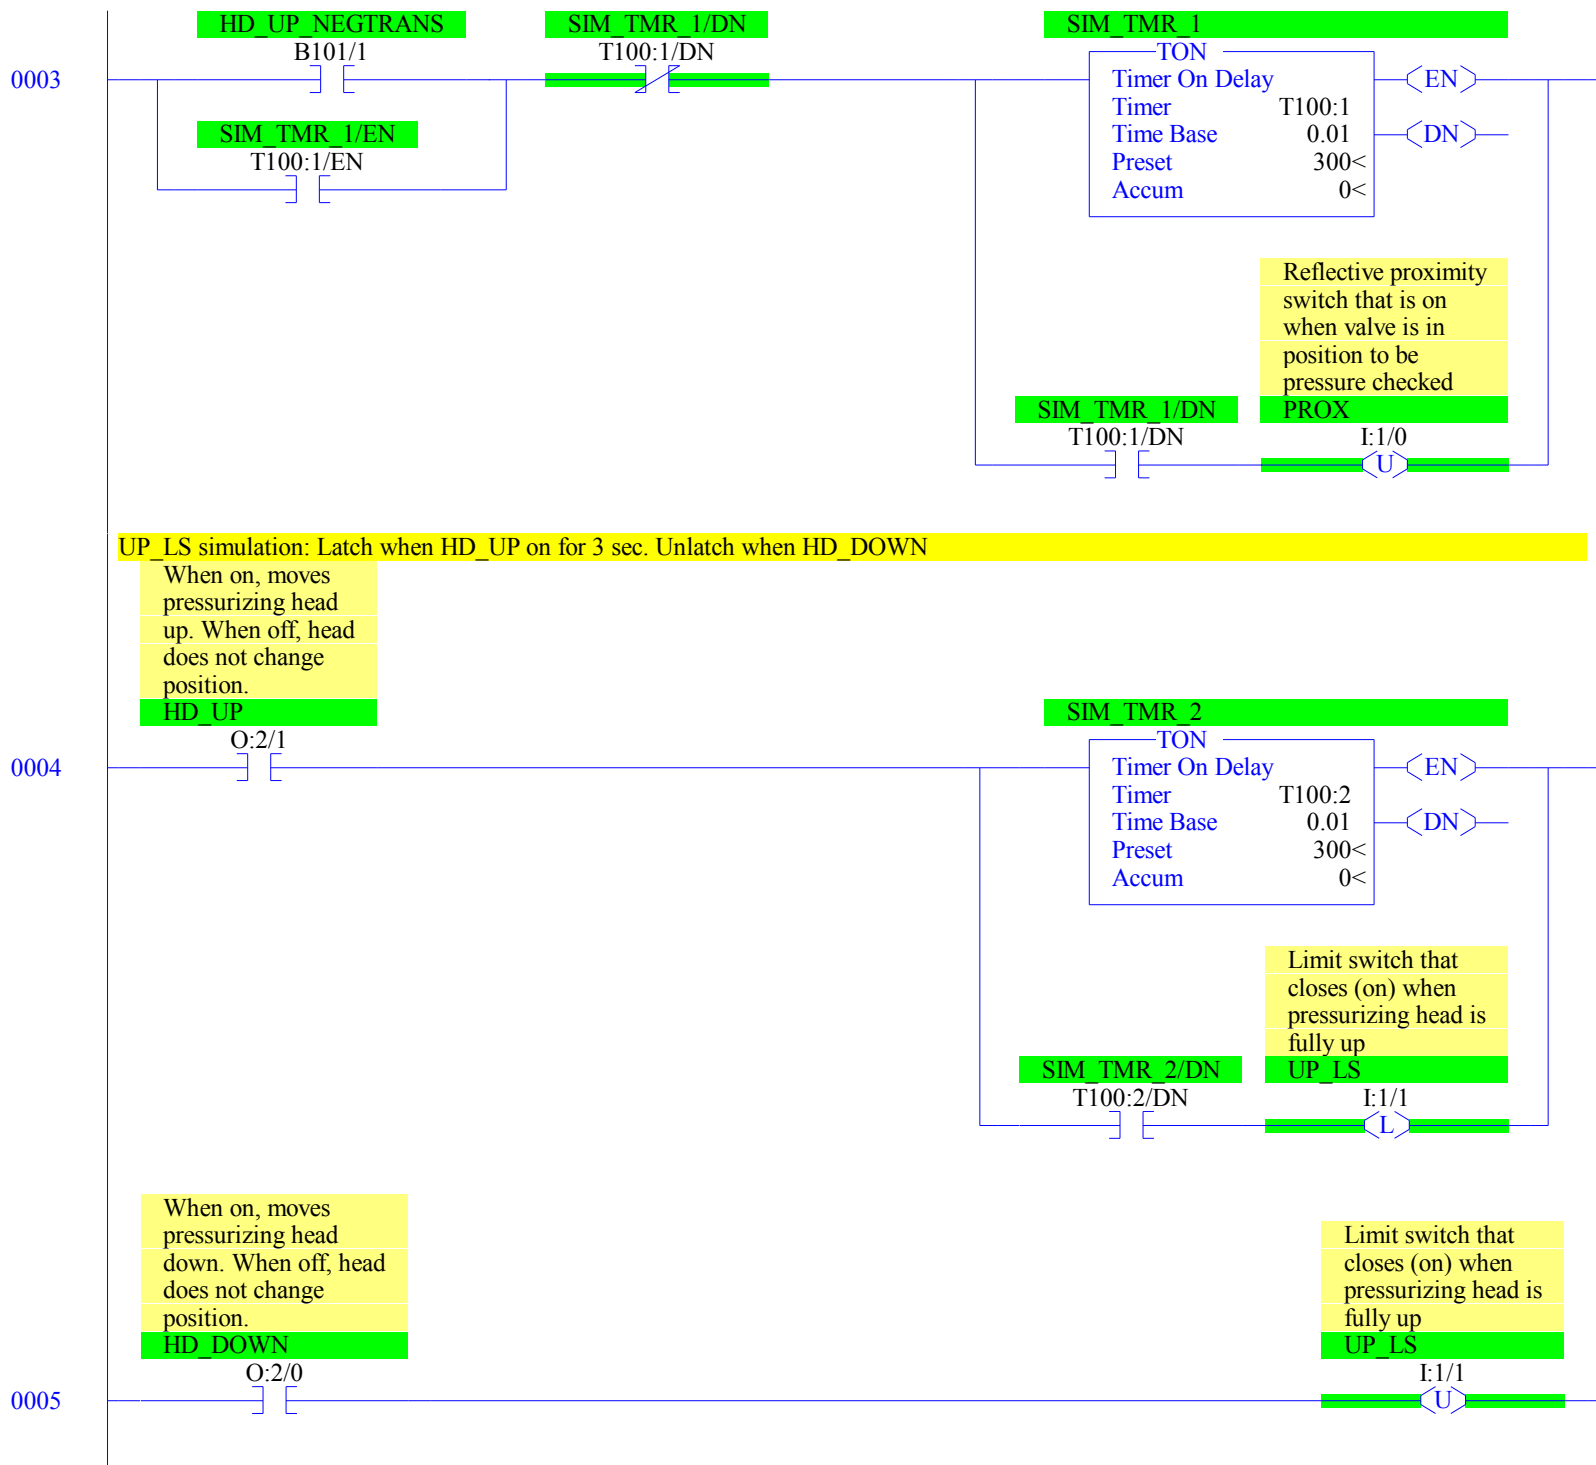 HD_UP_NEGTRANS
B101/1
SIM_TMR_1/DN
T100:1/DN
SIM_TMR_1
0003
TON
Timer On Delay
Timer T100:1
Time Base 0.01
Preset 300<
Accum 0<
EN
DN
SIM_TMR_1/EN
T100:1/EN
Reflective proximity
switch that is on
when valve is in
position to be
pressure checked
SIM_TMR_1/DN
T100:1/DN
PROX
I:1/0
U
UP_LS simulation: Latch when HD_UP on for 3 sec. Unlatch when HD_DOWN
When on, moves
pressurizing head
up. When off, head
does not change
position.
HD_UP
O:2/1
0004
SIM_TMR_2
TON
Timer On Delay
Timer T100:2
Time Base 0.01
Preset 300<
Accum 0<
EN
DN
Limit switch that
closes (on) when
pressurizing head is
fully up
SIM_TMR_2/DN
T100:2/DN
UP_LS
I:1/1
L
When on, moves
pressurizing head
down. When off, head
does not change
position.
HD_DOWN
O:2/0
0005
Limit switch that
closes (on) when
pressurizing head is
fully up
UP_LS
I:1/1
U